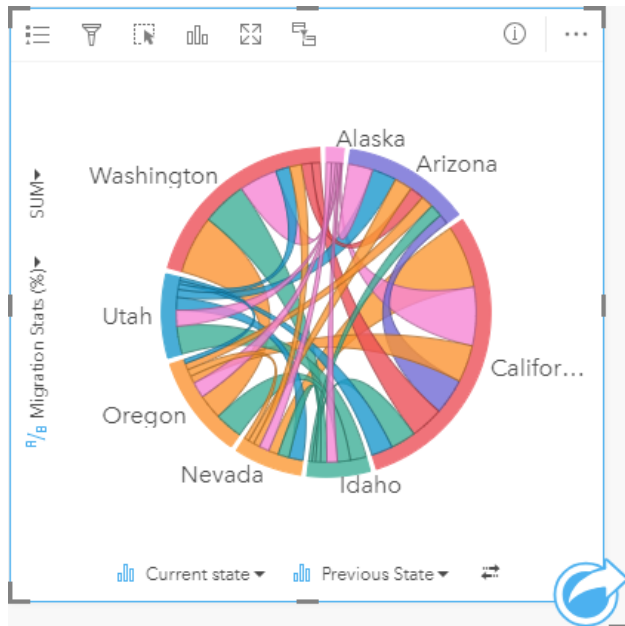 Alaska
Arizona
Washington
SUM
Migration Stats (%)
A/B
Utah
Califor...
Oregon
Nevada
Idaho
Current state
Previous State